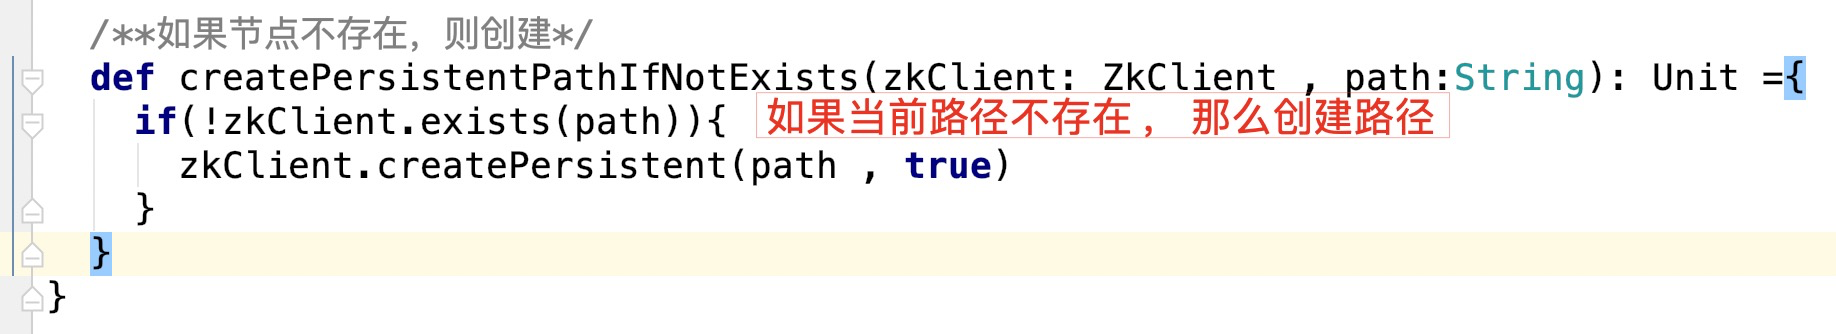 /**如果节点不存在，则创建*/
def createPersistentPathIfNotExists(zkClient: ZkClient , path:String): Unit ={
if(!zkClient.exists(path)){ 如果当前路径不存在， 那么创建路径
zkClient.createPersistent(path , true)
}
}
}